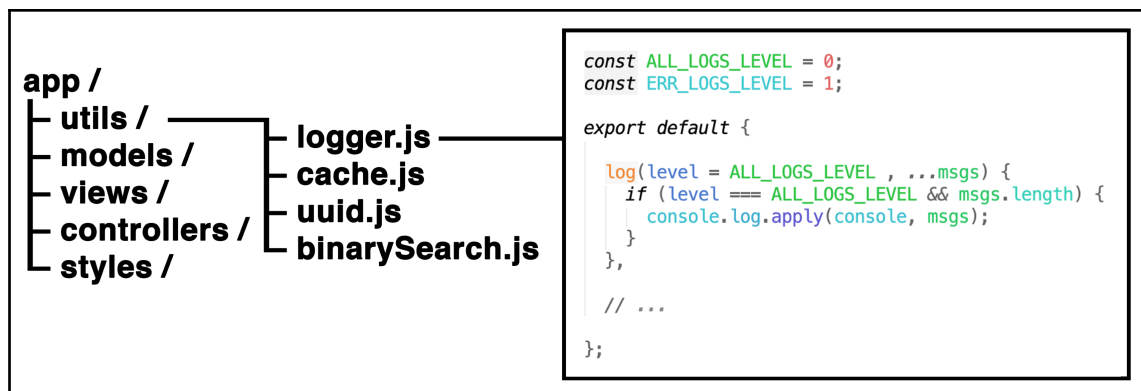 app /
utils /
models /
views /
controllers /
styles /
logger.js
cache.js
uuid.js
binarySearch.js
const ALL_LOGS_LEVEL = 0;
const ERR_LOGS_LEVEL = 1;
export default {
log(level = ALL_LOGS_LEVEL , ...msgs) {
if (level === ALL_LOGS_LEVEL && msgs.length) {
console.log.apply(console, msgs);
}
},
// ...
};